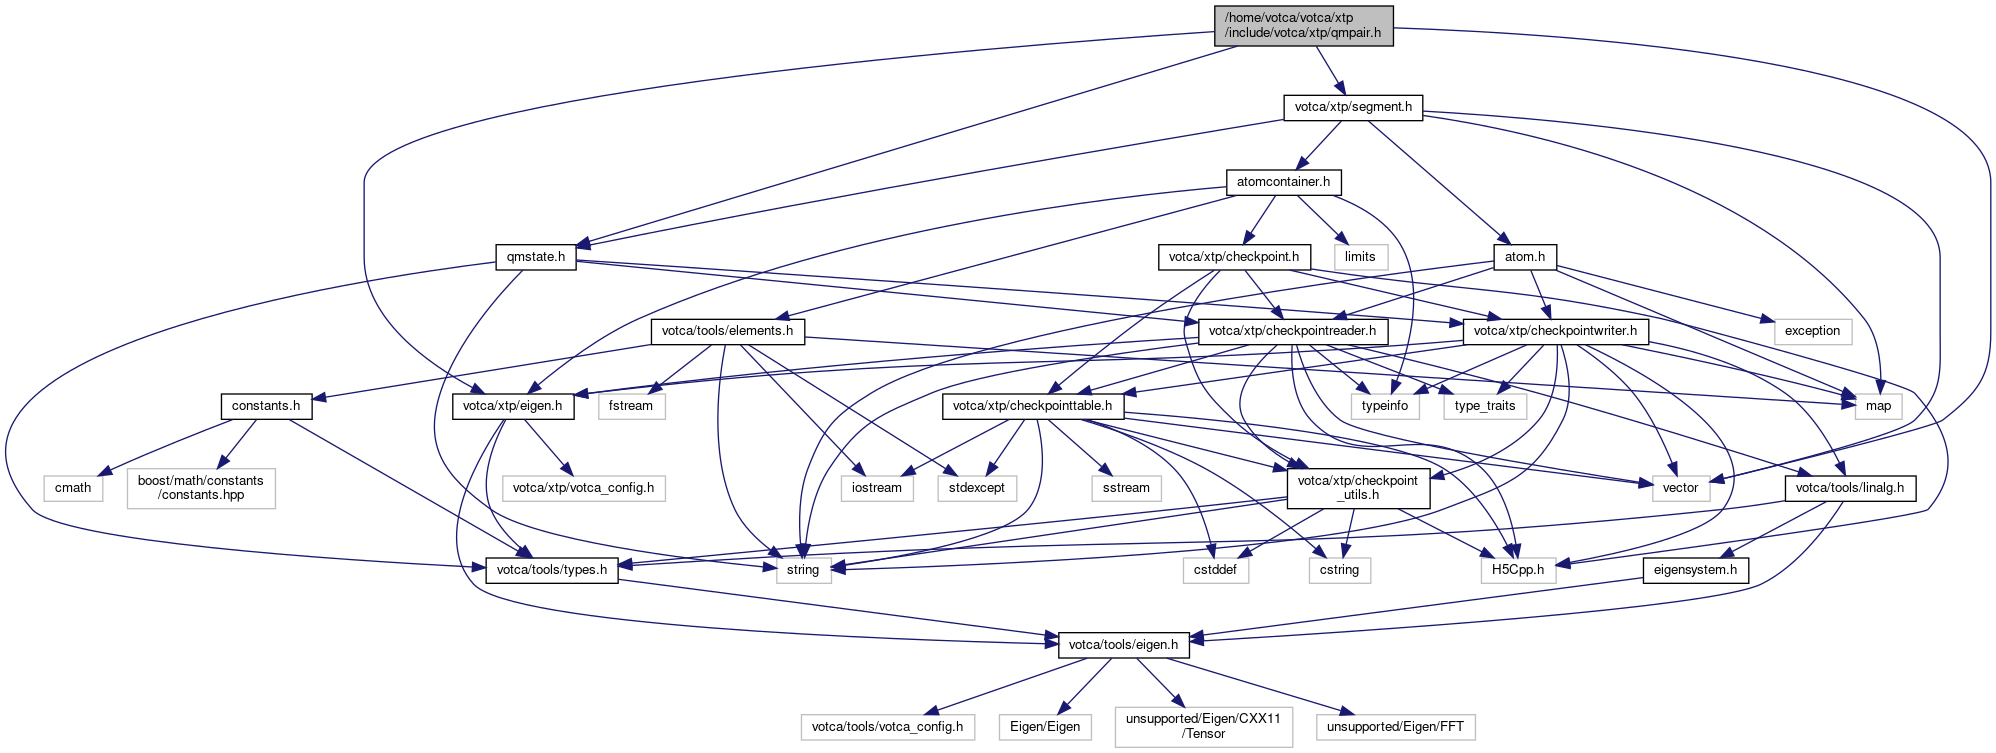 /home/votca/votca/xtp
/include/votca/xtp/qmpair.h
votca/xtp/segment.h
atomcontainer.h
qmstate.h
votca/xtp/checkpoint.h
limits
atom.h
votca/tools/elements.h
votca/xtp/checkpointreader.h
votca/xtp/checkpointwriter.h
exception
constants.h
votca/xtp/eigen.h
fstream
votca/xtp/checkpointtable.h
typeinfo
type_traits
map
cmath
boost/math/constants
/constants.hpp
votca/xtp/votca_config.h
iostream
stdexcept
sstream
votca/xtp/checkpoint
_utils.h
vector
votca/tools/linalg.h
votca/tools/types.h
string
cstddef
cstring
H5Cpp.h
eigensystem.h
votca/tools/eigen.h
votca/tools/votca_config.h
Eigen/Eigen
unsupported/Eigen/CXX11
/Tensor
unsupported/Eigen/FFT